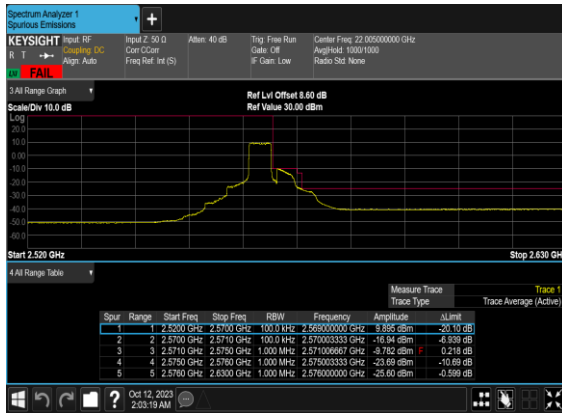 Spectrum Analyzer 1
Spurious Emissions
+
KEYSIGHT Input: RF Input Z: 50 Ω Atten: 40 dB Trig: Free Run Center Freq: 22.005000000 GHz
R T Coupling: DC Corr CCorr Gate: Off Avg|Hold: 1000/1000
Align: Auto Freq Ref: Int (S) IF Gain: Low Radio Std: None
FAIL
3 All Range Graph
Ref Lvl Offset 8.60 dB
Scale/Div 10.0 dB Ref Value 30.00 dBm
Log
20.0
10.0
0.00
-10.0
-20.0
-30.0
-40.0
-50.0
-60.0
Start 2.520 GHz Stop 2.630 GH
4 All Range Table
Measure Trace Trace 1
Trace Type Trace Average (Active)
Spur Range Start Freq Stop Freq RBW Frequency Amplitude ΔLimit
1 1 2.5200 GHz 2.5700 GHz 100.0 kHz 2.569000000 GHz 9.895 dBm -20.10 dB
2 2 2.5700 GHz 2.5710 GHz 100.0 kHz 2.570003333 GHz -16.94 dBm -6.939 dB
3 3 2.5710 GHz 2.5750 GHz 1.000 MHz 2.571006667 GHz -9.782 dBm F 0.218 dB
4 4 2.5750 GHz 2.5760 GHz 1.000 MHz 2.575003333 GHz -23.69 dBm -10.69 dB
5 5 2.5760 GHz 2.6300 GHz 1.000 MHz 2.576000000 GHz -25.60 dBm -0.599 dB
?
Oct 12, 2023
2:03:19 AM